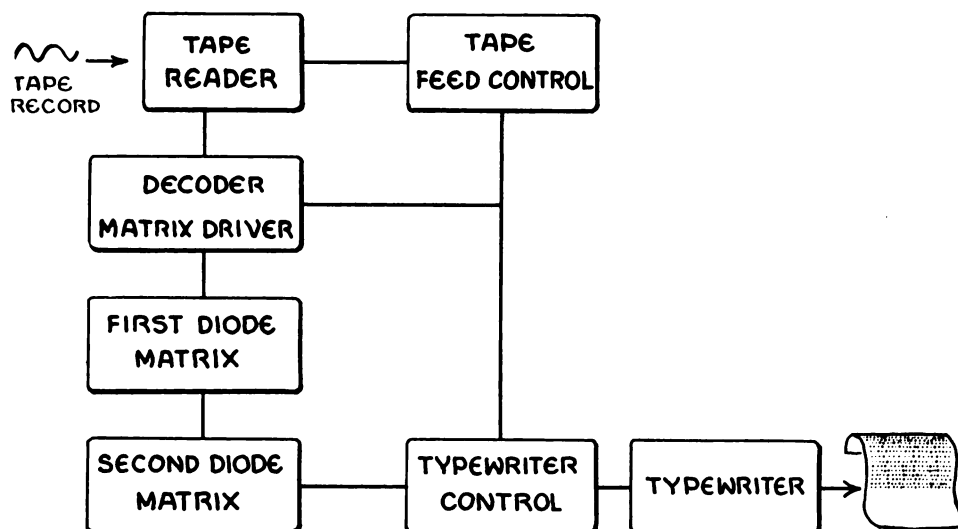 TAPE
RECORD
TAPE
READER
TAPE
FEED CONTROL
DECODER
MATRIX DRIVER
FIRST DIODE
MATRIX
SECOND DIODE
MATRIX
TYPEWRITER
CONTROL
TYPEWRITER